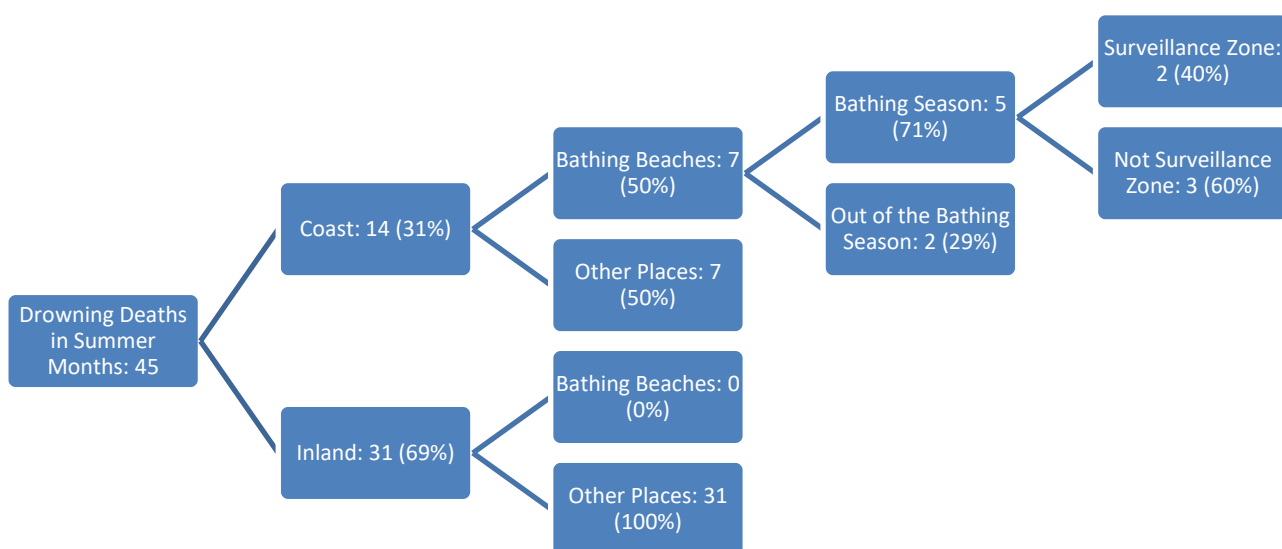 Drowning Deaths
in Summer
Months: 45
Coast: 14 (31%)
Inland: 31 (69%)
Bathing Beaches: 7
(50%)
Other Places: 7
(50%)
Bathing Beaches: 0
(0%)
Other Places: 31
(100%)
Bathing Season: 5
(71%)
Out of the Bathing
Season: 2 (29%)
Surveillance Zone:
2 (40%)
Not Surveillance
Zone: 3 (60%)